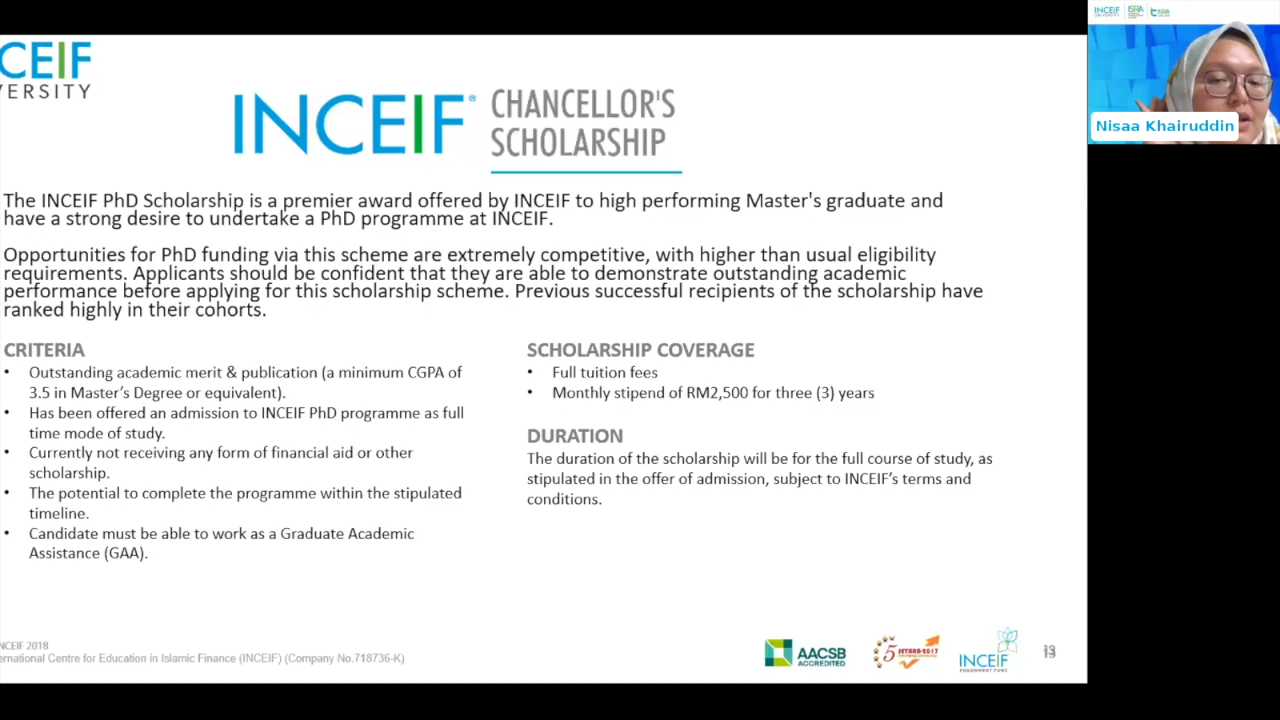 CEIF
VERSITY
INCEIF®
CHANCELLOR'S
SCHOLARSHIP
INCEIF
UNIVERSITY
ISRA
Nisaa Khairuddin
The INCEIF PhD Scholarship is a premier award offered by INCEIF to high performing Master's graduate and
have a strong desire to undertake a PhD programme at INCEIF.
Opportunities for PhD funding via this scheme are extremely competitive, with higher than usual eligibility
requirements. Applicants should be confident that they are able to demonstrate outstanding academic
performance before applying for this scholarship scheme. Previous successful recipients of the scholarship have
ranked highly in their cohorts.
CRITERIA
• Outstanding academic merit & publication (a minimum CGPA of
3.5 in Master's Degree or equivalent).
• Has been offered an admission to INCEIF PhD programme as full
time mode of study.
• Currently not receiving any form of financial aid or other
scholarship.
• The potential to complete the programme within the stipulated
timeline.
• Candidate must be able to work as a Graduate Academic
Assistance (GAA).
SCHOLARSHIP COVERAGE
• Full tuition fees
• Monthly stipend of RM2,500 for three (3) years
DURATION
The duration of the scholarship will be for the full course of study, as
stipulated in the offer of admission, subject to INCEIF's terms and
conditions.
NCEIF 2018
ernational Centre for Education in Islamic Finance (INCEIF) (Company No.718736-K)
AACSB
ACCREDITED
5
SETARA-2017
INCEIF
ENDOWMENT FUND